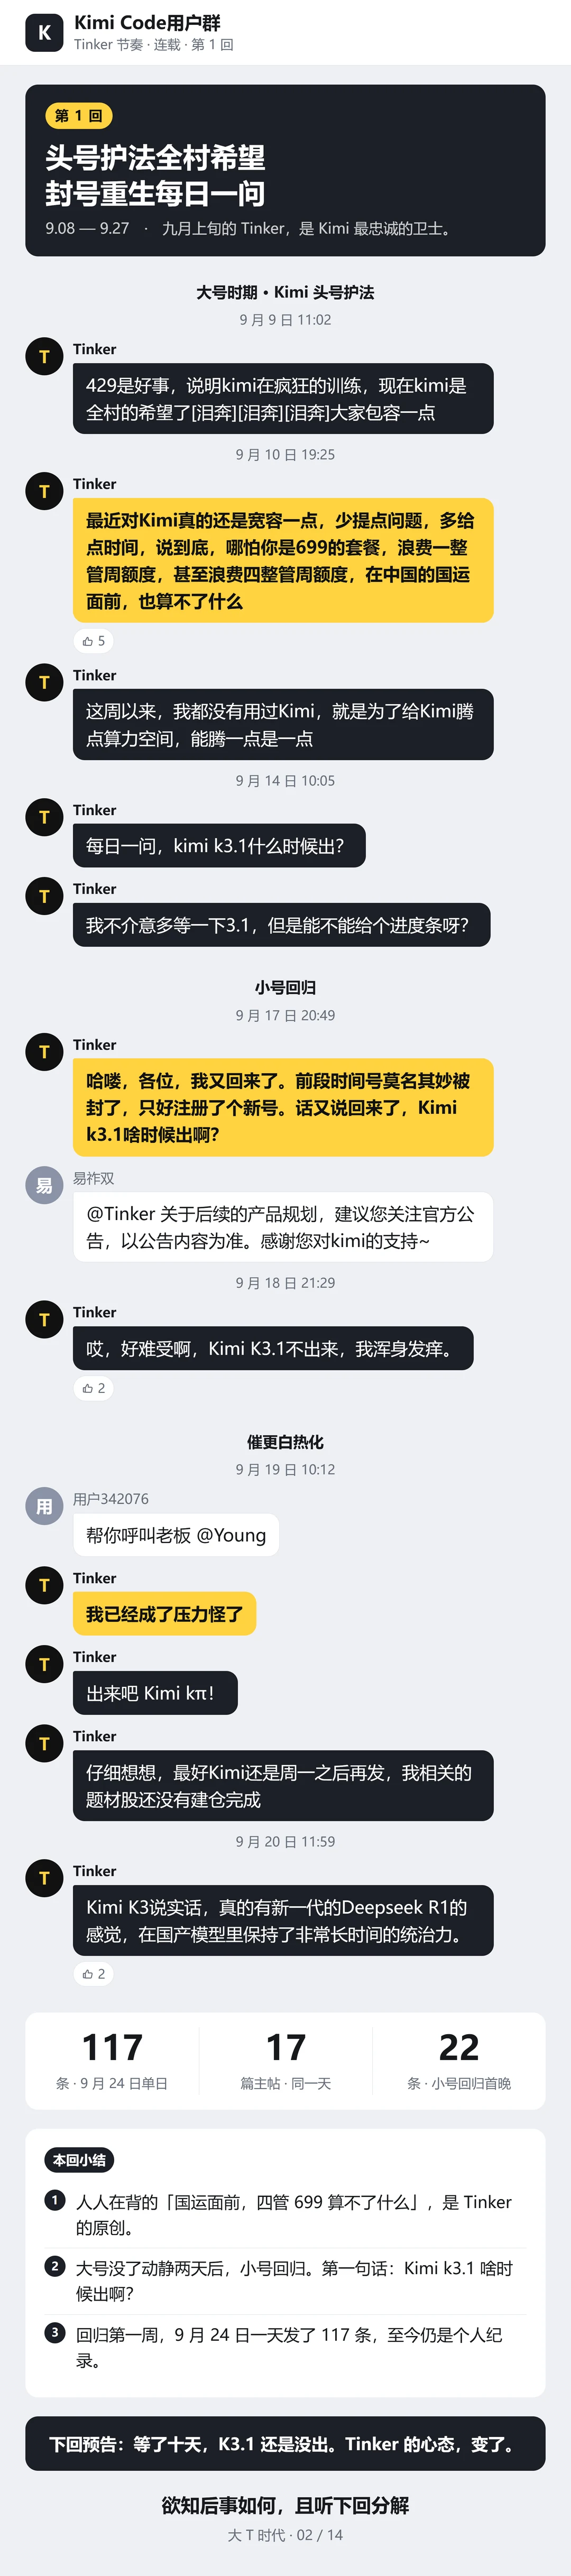 K
Kimi Code用户群
Tinker 节奏 · 连载 · 第 1 回
第 1 回
头号护法全村希望
封号重生每日一问
9.08 — 9.27 · 九月上旬的 Tinker，是 Kimi 最忠诚的卫士。
大号时期 • Kimi 头号护法
9 月 9 日 11:02
T
Tinker
429是好事，说明kimi在疯狂的训练，现在kimi是
全村的希望了[泪奔][泪奔][泪奔]大家包容一点
9 月 10 日 19:25
T
Tinker
最近对Kimi真的还是宽容一点，少提点问题，多给
点时间，说到底，哪怕你是699的套餐，浪费一整
管周额度，甚至浪费四整管周额度，在中国的国运
面前，也算不了什么
5
T
Tinker
这周以来，我都没有用过Kimi，就是为了给Kimi腾
点算力空间，能腾一点是一点
9 月 14 日 10:05
T
Tinker
每日一问，kimi k3.1什么时候出？
T
Tinker
我不介意多等一下3.1，但是能不能给个进度条呀？
小号回归
9 月 17 日 20:49
T
Tinker
哈喽，各位，我又回来了。前段时间号莫名其妙被
封了，只好注册了个新号。话又说回来了，Kimi
k3.1啥时候出啊？
易
易祚双
@Tinker 关于后续的产品规划，建议您关注官方公
告，以公告内容为准。感谢您对kimi的支持~
9 月 18 日 21:29
T
Tinker
哎，好难受啊，Kimi K3.1不出来，我浑身发痒。
2
催更白热化
9 月 19 日 10:12
用
用户342076
帮你呼叫老板 @Young
T
Tinker
我已经成了压力怪了
T
Tinker
出来吧 Kimi kπ！
T
Tinker
仔细想想，最好Kimi还是周一之后再发，我相关的
题材股还没有建仓完成
9 月 20 日 11:59
T
Tinker
Kimi K3说实话，真的有新一代的Deepseek R1的
感觉，在国产模型里保持了非常长时间的统治力。
2
117
条 · 9 月 24 日单日
17
篇主帖 · 同一天
22
条 · 小号回归首晚
本回小结
1 人人在背的「国运面前，四管 699 算不了什么」，是 Tinker
的原创。
2 大号没了动静两天后，小号回归。第一句话：Kimi k3.1 啥时
候出啊？
3 回归第一周，9 月 24 日一天发了 117 条，至今仍是个人纪
录。
下回预告：等了十天，K3.1 还是没出。Tinker 的心态，变了。
欲知后事如何，且听下回分解
大 T 时代 · 02 / 14